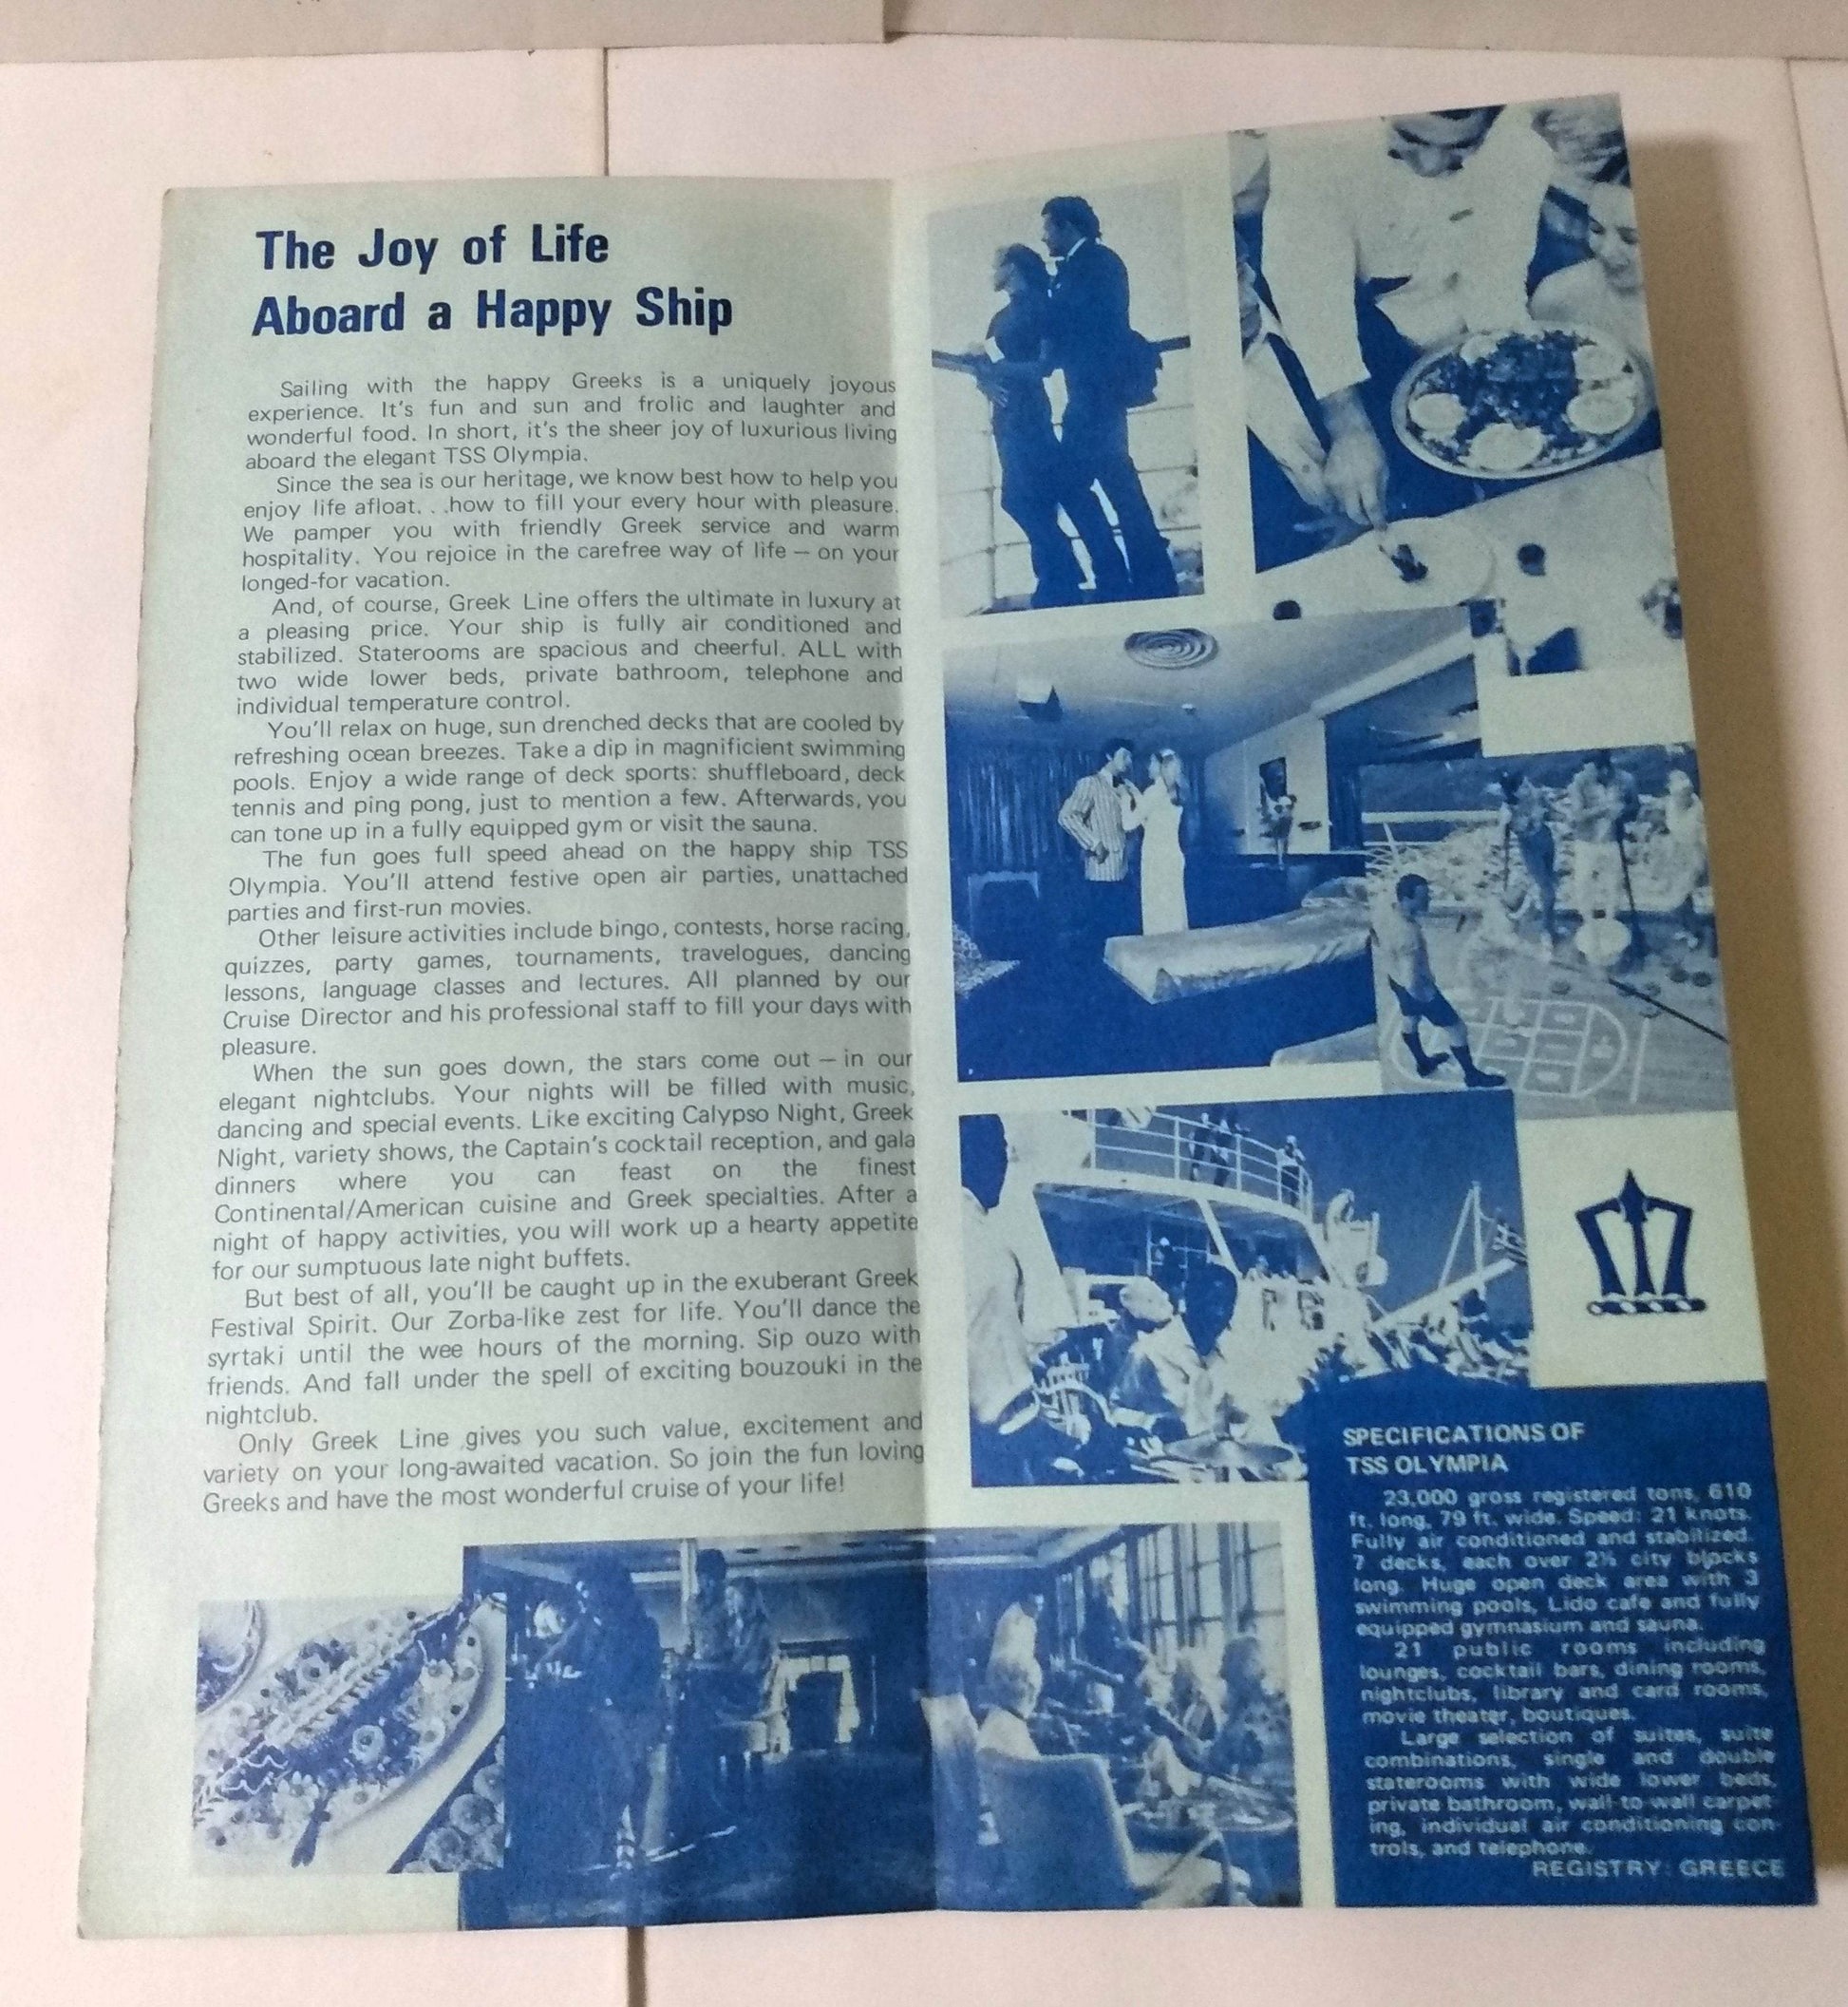 The Joy of Life
Aboard a Happy Ship
Sailing with the happy Greeks is a uniquely joyous
experience. It's fun and sun and frolic and laughter and
wonderful food. In short, it's the sheer joy of luxurious living
aboard the elegant TSS Olympia.
Since the sea is our heritage, we know best how to help you
enjoy life afloat. . .how to fill your every hour with pleasure.
We pamper you with friendly Greek service and warm
hospitality. You rejoice in the carefree way of life – on your
longed-for vacation.
And, of course, Greek Line offers the ultimate in luxury at
a pleasing price. Your ship is fully air conditioned and
stabilized. Staterooms are spacious and cheerful. ALL with
two wide lower beds, private bathroom, telephone and
individual temperature control.
You'll relax on huge, sun drenched decks that are cooled by
refreshing ocean breezes. Take a dip in magnificient swimming
pools. Enjoy a wide range of deck sports: shuffleboard, deck
tennis and ping pong, just to mention a few. Afterwards, you
can tone up in a fully equipped gym or visit the sauna.
The fun goes full speed ahead on the happy ship TSS
Olympia. You'll attend festive open air parties, unattached
parties and first-run movies.
Other leisure activities include bingo, contests, horse racing,
quizzes, party games, tournaments, travelogues, dancing
lessons, language classes and lectures. All planned by our
Cruise Director and his professional staff to fill your days with
pleasure.
When the sun goes down, the stars come out – in our
elegant nightclubs. Your nights will be filled with music,
dancing and special events. Like exciting Calypso Night, Greek
Night, variety shows, the Captain's cocktail reception, and gala
dinners where you can feast on the finest
Continental/American cuisine and Greek specialties. After a
night of happy activities, you will work up a hearty appetite
for our sumptuous late night buffets.
But best of all, you'll be caught up in the exuberant Greek
Festival Spirit. Our Zorba-like zest for life. You'll dance the
syrtaki until the wee hours of the morning. Sip ouzo with
friends. And fall under the spell of exciting bouzouki in the
nightclub.
Only Greek Line gives you such value, excitement and
variety on your long-awaited vacation. So join the fun loving
Greeks and have the most wonderful cruise of your life!
SPECIFICATIONS OF
TSS OLYMPIA
23,000 gross registered tons, 610
ft. long, 79 ft. wide. Speed: 21 knots.
Fully air conditioned and stabilized.
7 decks, each over 2½ city blocks
long. Huge open deck area with 3
swimming pools, Lido cafe and fully
equipped gymnasium and sauna.
21 public rooms including
lounges, cocktail bars, dining rooms,
nightclubs, library and card rooms,
movie theater, boutiques.
Large selection of suites, suite
combinations, single and double
staterooms with wide lower beds,
private bathroom, wall-to-wall carpet-
ing, individual air conditioning con-
trols, and telephone.
REGISTRY: GREECE